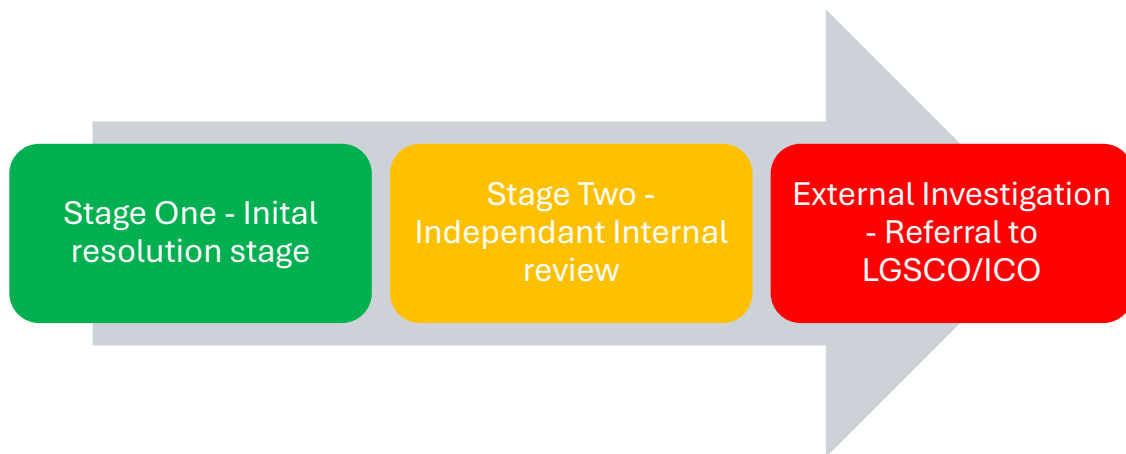 Stage One - Inital
resolution stage
Stage Two -
Independant Internal
review
External Investigation
- Referral to
LGSCO/ICO